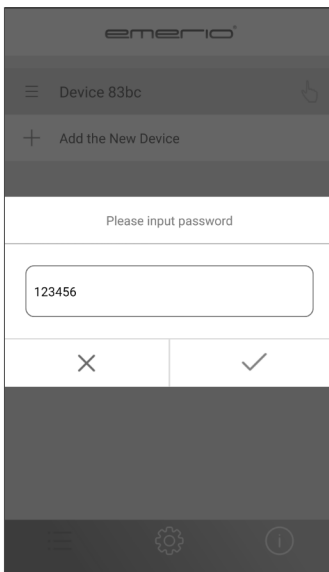 emerio
Device 83bc
Add the New Device
Please input password
123456